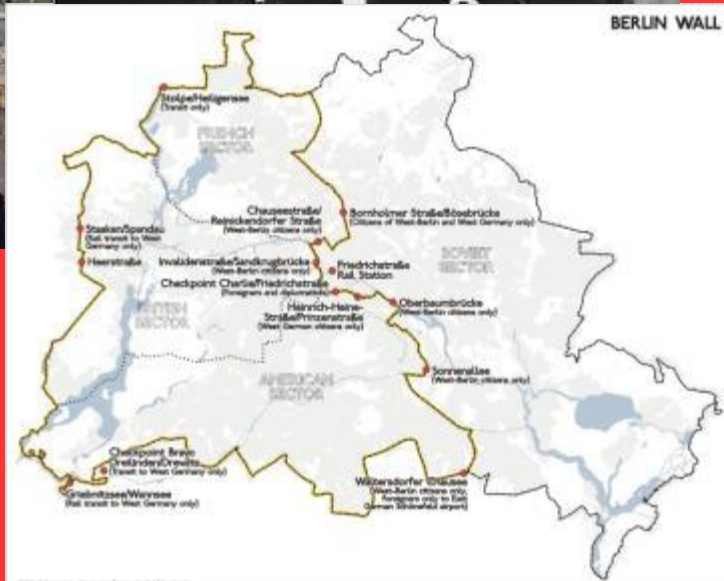 BERLIN WALL
Stolpe/Heiligensee
(Transit only)
FRENCH
SECTOR
Chauseestraße/
Reinickendorfer Straße
(West-Berlin citizens only)
Bornholmer Straße/Bösebrücke
(Citizens of West-Berlin and West Germany only)
Staaken/Spandau
(Rail transit to West
Germany only)
Heerstraße
Invalidenstraße/Sandkrugbrücke
(West-Berlin citizens only)
Friedrichstraße
Rail Station
SOVIET
SECTOR
Checkpoint Charlie/Friedrichstraße
(Foreigners and diplomats only)
BRITISH
SECTOR
Heinrich-Heine-
Straße/Prinzenstraße
(West German citizens only)
Oberbaumbrücke
(West-Berlin citizens only)
Sonnenallee
(West-Berlin citizens only)
AMERICAN
SECTOR
Checkpoint Bravo
Dreilinden/Drewitz
(Transit to West Germany only)
Griebnitzsee/Wannsee
(Rail transit to West Germany only)
Waltersdorfer Chausee
(West-Berlin citizens only,
foreigners only to East
German Schönefeld airport)